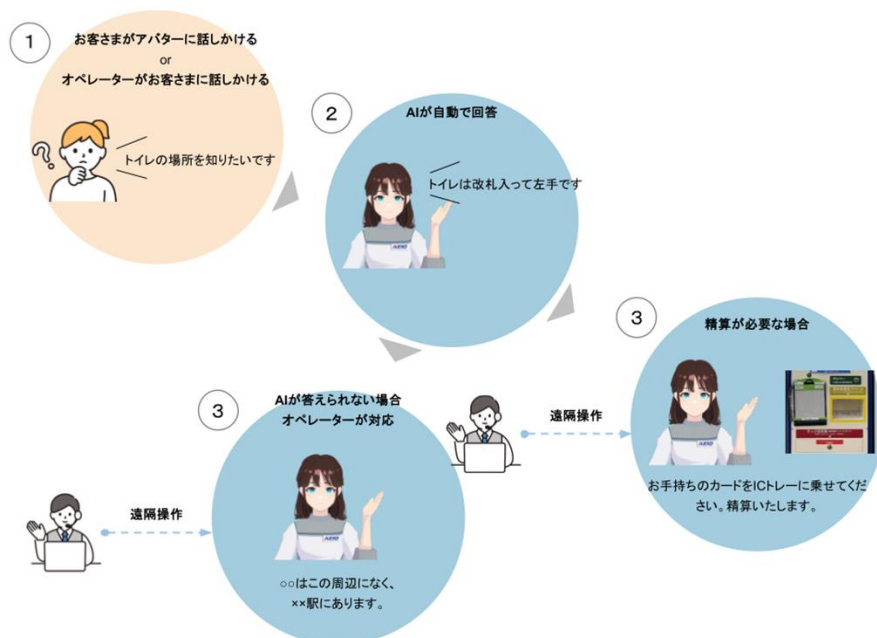 1
お客さまがアバターに話しかける
or
オペレーターがお客さまに話しかける
トイレの場所を知りたいです
2
AIが自動で回答
トイレは改札入って左手です
3
AIが答えられない場合
オペレーターが対応
遠隔操作
○○はこの周辺になく、
××駅にあります。
3
精算が必要な場合
遠隔操作
お手持ちのカードをICトレーに乗せてくだ
さい。精算いたします。